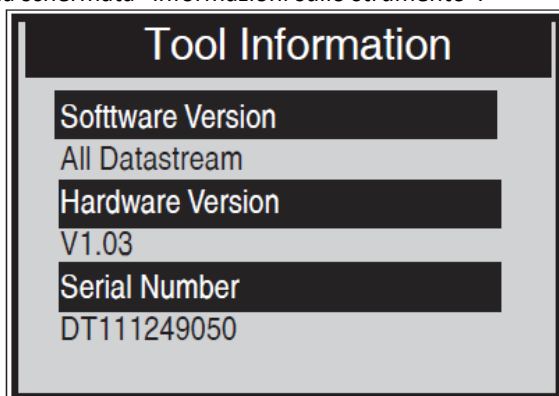 schermata "Informazioni sullo strumento".
Tool Information
Softtware Version
All Datastream
Hardware Version
V1.03
Serial Number
DT111249050